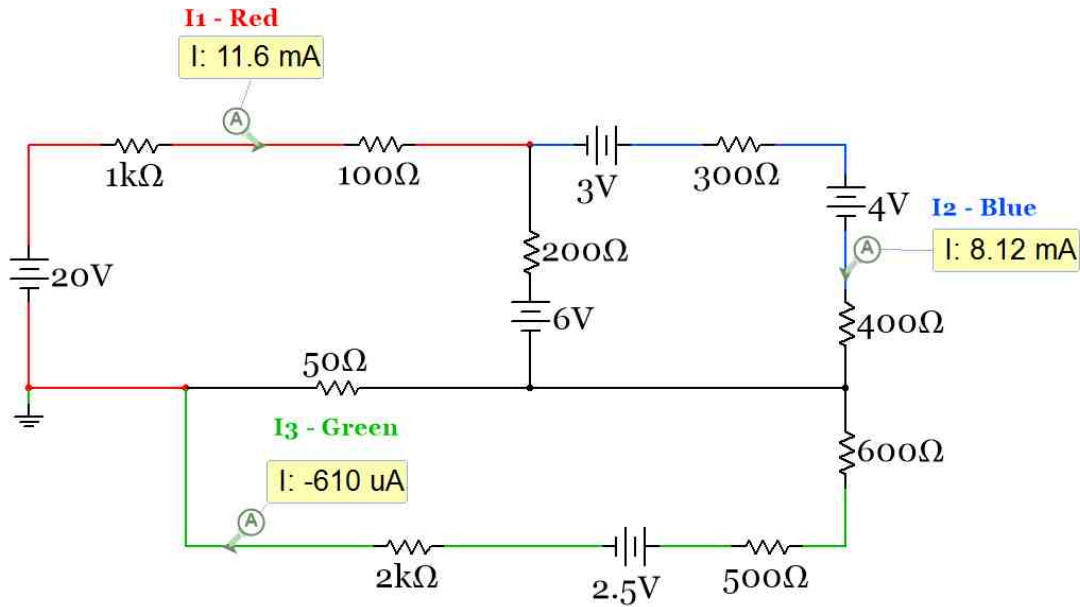 I1 - Red
I: 11.6 mA
A
1kΩ
100Ω
3V
300Ω
4V
I2 - Blue
A
I: 8.12 mA
200Ω
20V
6V
400Ω
50Ω
I3 - Green
600Ω
I: -610 uA
A
2kΩ
2.5V
500Ω